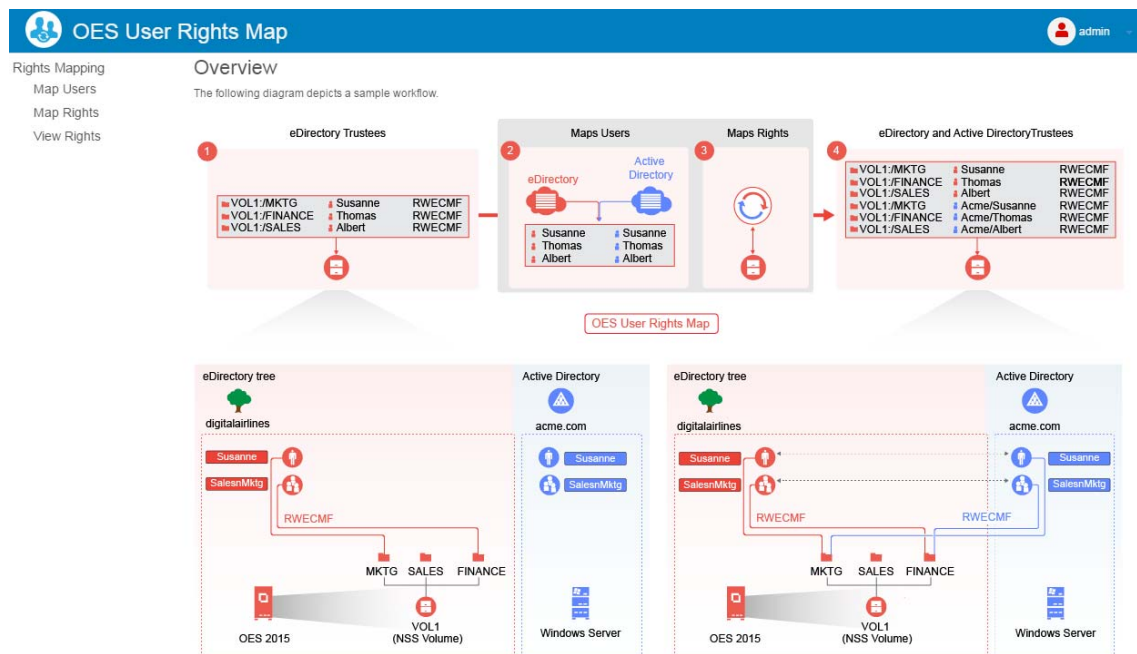 OES User Rights Map
admin
Rights Mapping
Map Users
Map Rights
View Rights
Overview
The following diagram depicts a sample workflow.
eDirectory Trustees
Maps Users
Maps Rights
eDirectory and Active DirectoryTrustees
1
VOL1:/MKTG Susanne RWECMF
VOL1:/FINANCE Thomas RWECMF
VOL1:/SALES Albert RWECMF
2
eDirectory
Active
Directory
Susanne Susanne
Thomas Thomas
Albert Albert
3
4
VOL1:/MKTG Susanne RWECMF
VOL1:/FINANCE Thomas RWECMF
VOL1:/SALES Albert RWECMF
VOL1:/MKTG Acme/Susanne RWECMF
VOL1:/FINANCE Acme/Thomas RWECMF
VOL1:/SALES Acme/Albert RWECMF
OES User Rights Map
eDirectory tree
Active Directory
digitalairlines
acme.com
Susanne
Susanne
SalesnMktg
SalesnMktg
RWECMF
MKTG SALES FINANCE
OES 2015
VOL1
(NSS Volume)
Windows Server
eDirectory tree
Active Directory
digitalairlines
acme.com
Susanne
Susanne
SalesnMktg
SalesnMktg
RWECMF
RWECMF
MKTG SALES FINANCE
OES 2015
VOL1
(NSS Volume)
Windows Server